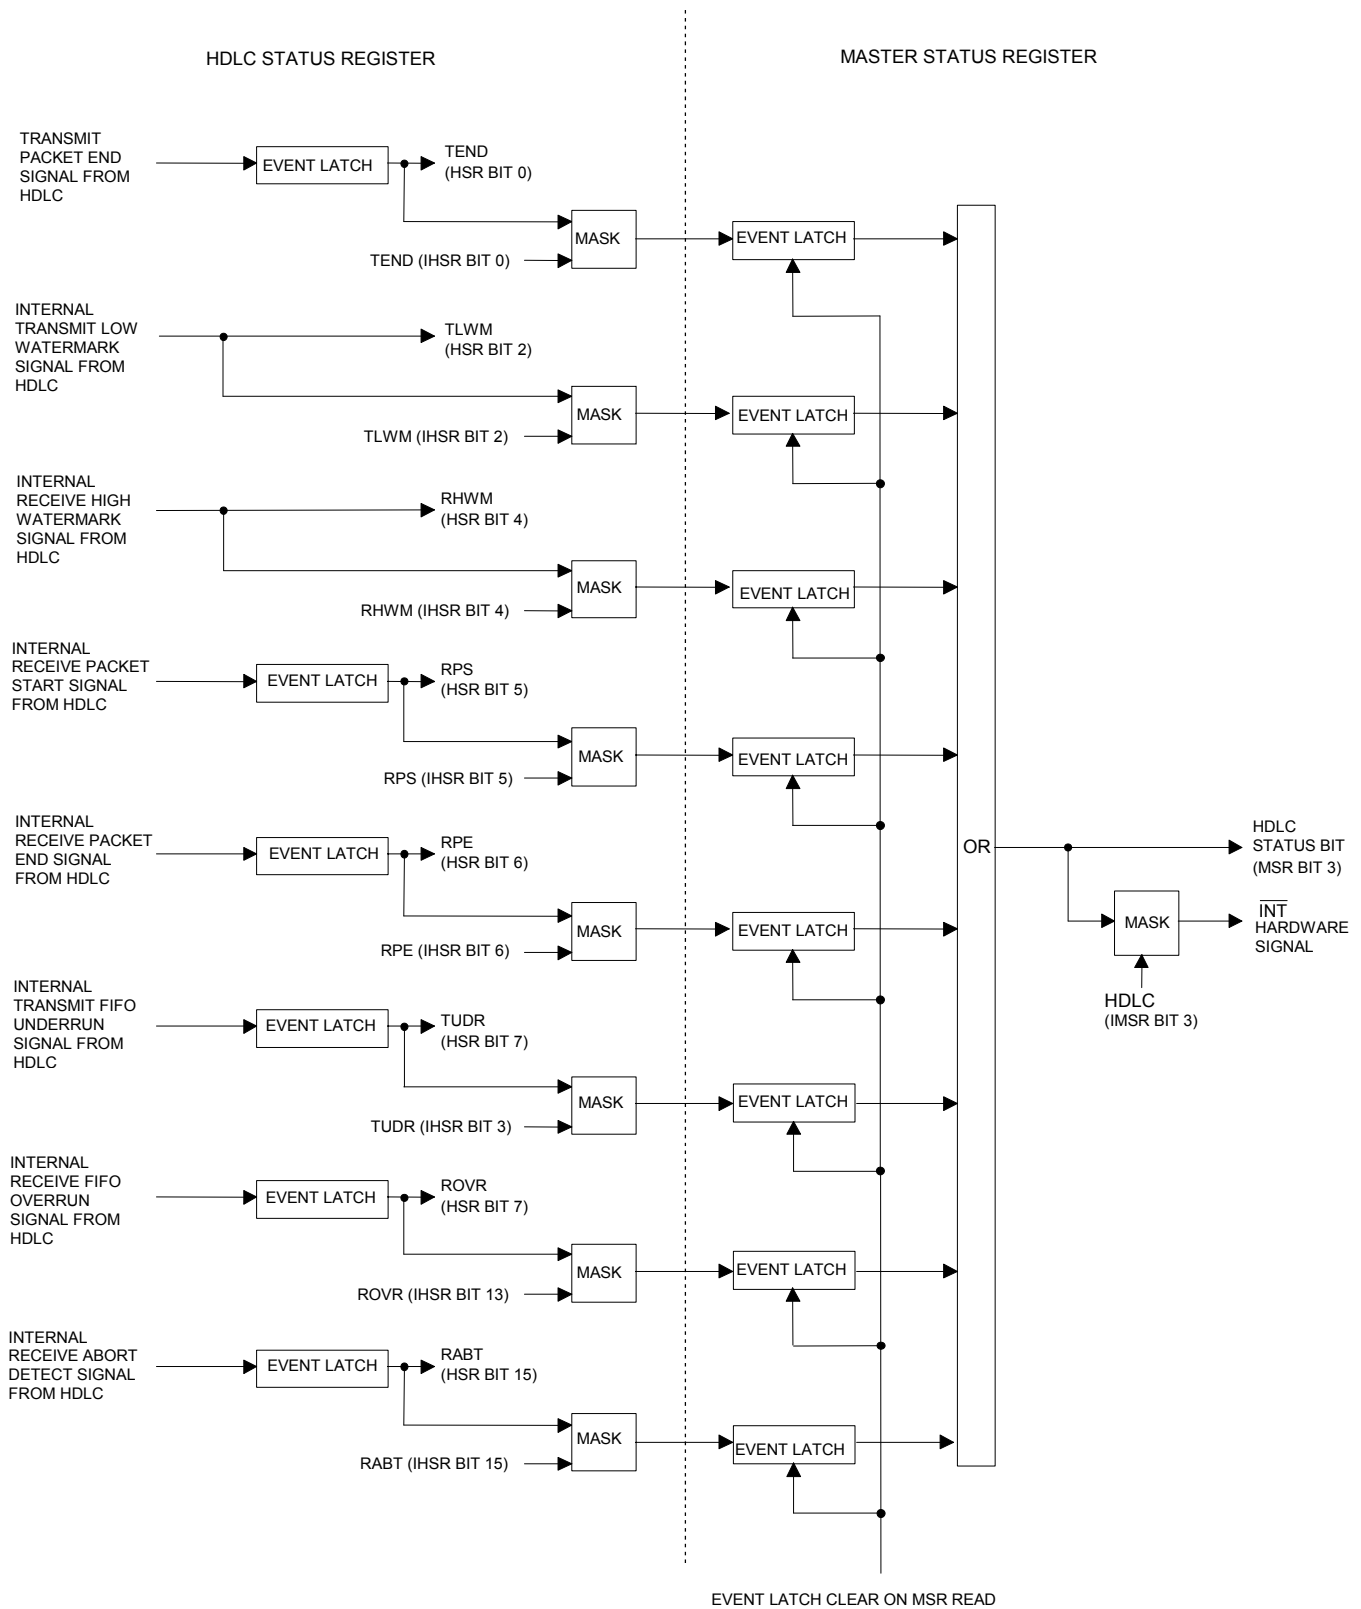 HDLC STATUS REGISTER
MASTER STATUS REGISTER
TRANSMIT
PACKET END
SIGNAL FROM
HDLC
EVENT LATCH
TEND
(HSR BIT 0)
MASK
TEND (IHSR BIT 0)
EVENT LATCH
INTERNAL
TRANSMIT LOW
WATERMARK
SIGNAL FROM
HDLC
TLWM
(HSR BIT 2)
MASK
TLWM (IHSR BIT 2)
EVENT LATCH
INTERNAL
RECEIVE HIGH
WATERMARK
SIGNAL FROM
HDLC
RHWM
(HSR BIT 4)
MASK
RHWM (IHSR BIT 4)
EVENT LATCH
INTERNAL
RECEIVE PACKET
START SIGNAL
FROM HDLC
EVENT LATCH
RPS
(HSR BIT 5)
MASK
RPS (IHSR BIT 5)
EVENT LATCH
INTERNAL
RECEIVE PACKET
END SIGNAL
FROM HDLC
EVENT LATCH
RPE
(HSR BIT 6)
MASK
RPE (IHSR BIT 6)
EVENT LATCH
INTERNAL
TRANSMIT FIFO
UNDERRUN
SIGNAL FROM
HDLC
EVENT LATCH
TUDR
(HSR BIT 7)
MASK
TUDR (IHSR BIT 3)
EVENT LATCH
INTERNAL
RECEIVE FIFO
OVERRUN
SIGNAL FROM
HDLC
EVENT LATCH
ROVR
(HSR BIT 7)
MASK
ROVR (IHSR BIT 13)
EVENT LATCH
INTERNAL
RECEIVE ABORT
DETECT SIGNAL
FROM HDLC
EVENT LATCH
RABT
(HSR BIT 15)
MASK
RABT (IHSR BIT 15)
EVENT LATCH
OR
HDLC
STATUS BIT
(MSR BIT 3)
MASK
INT
HARDWARE
SIGNAL
HDLC
(IMSR BIT 3)
EVENT LATCH CLEAR ON MSR READ